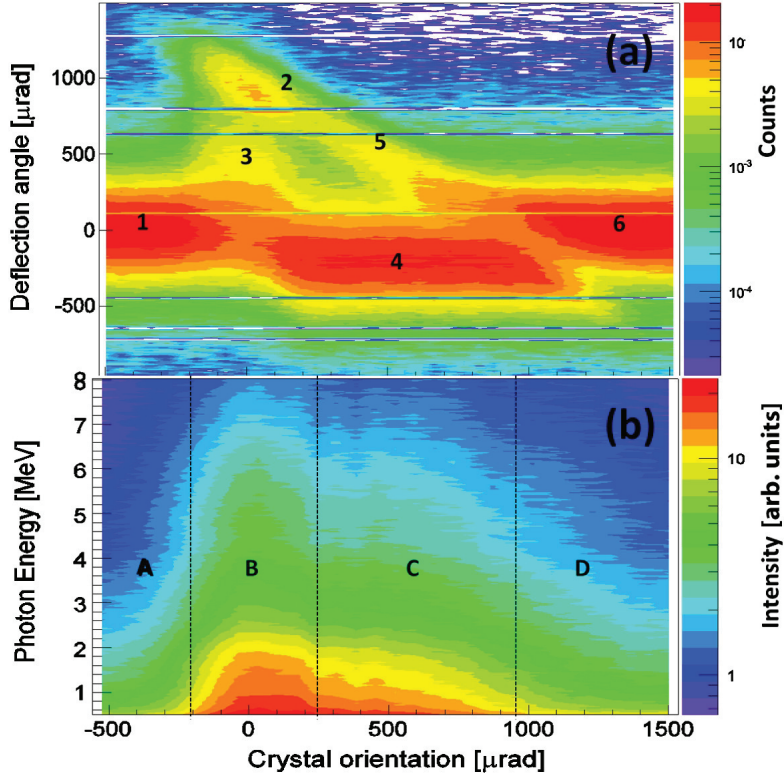 (a)
Deflection angle [μrad]
1000
500
0
-500
1
2
3
4
5
6
Counts
10⁻
10⁻³
10⁻⁴
(b)
Photon Energy [MeV]
8
7
6
5
4
3
2
1
A
B
C
D
Intensity [arb. units]
10
1
-500
0
500
1000
1500
Crystal orientation [μrad]